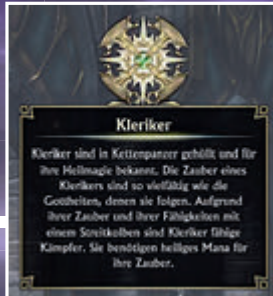 Kleriker
Kleriker sind in Kettenpanzer gehüllt und für
ihre Heilmagie bekannt. Die Zauber eines
Klerikers sind so vielfältig wie die
Gottheiten, denen sie folgen. Aufgrund
ihrer Zauber und ihrer Fähigkeiten mit
einem Streitkolben sind Kleriker fähige
Kämpfer. Sie benötigen heiliges Mana für
ihre Zauber.